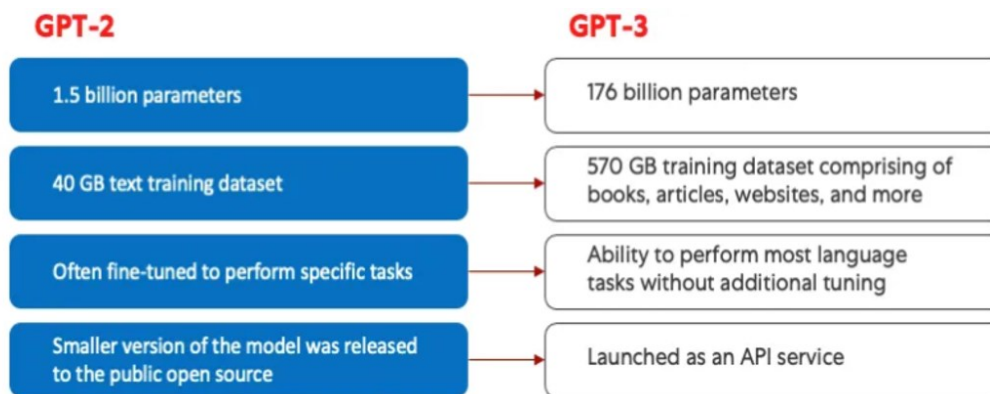 GPT-2
GPT-3
1.5 billion parameters
176 billion parameters
40 GB text training dataset
570 GB training dataset comprising of
books, articles, websites, and more
Often fine-tuned to perform specific tasks
Ability to perform most language
tasks without additional tuning
Smaller version of the model was released
to the public open source
Launched as an API service